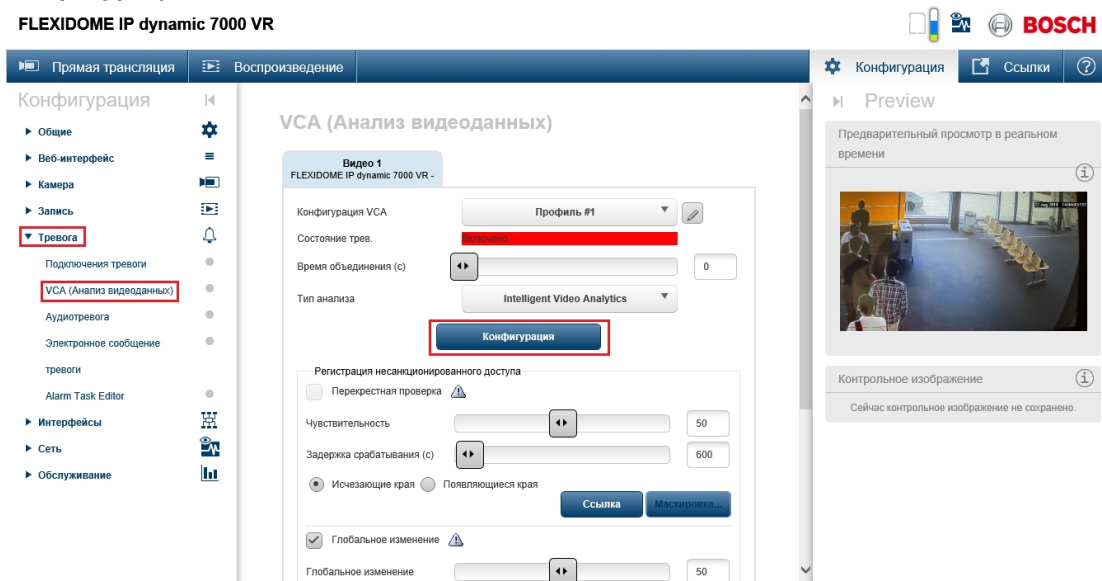 FLEXIDOME IP dynamic 7000 VR
BOSCH
Прямая трансляция
Воспроизведение
Конфигурация
Ссылки
?
Конфигурация
Общие
Веб-интерфейс
Камера
Запись
Тревога
Подключения тревоги
VCA (Анализ видеоданных)
Аудиотревога
Электронное сообщение
тревоги
Alarm Task Editor
Интерфейсы
Сеть
Обслуживание
VCA (Анализ видеоданных)
Видео 1
FLEXIDOME IP dynamic 7000 VR -
Конфигурация VCA
Профиль #1
Состояние трев.
Включено
Время объединения (с)
0
Тип анализа
Intelligent Video Analytics
Конфигурация
Регистрация несанкционированного доступа
Перекрестная проверка
Чувствительность
50
Задержка срабатывания (с)
600
Исчезающие края
Появляющиеся края
Ссылка
Маскировка...
Глобальное изменение
Глобальное изменение
50
Preview
Предварительный просмотр в реальном
времени
Контрольное изображение
Сейчас контрольное изображение не сохранено.